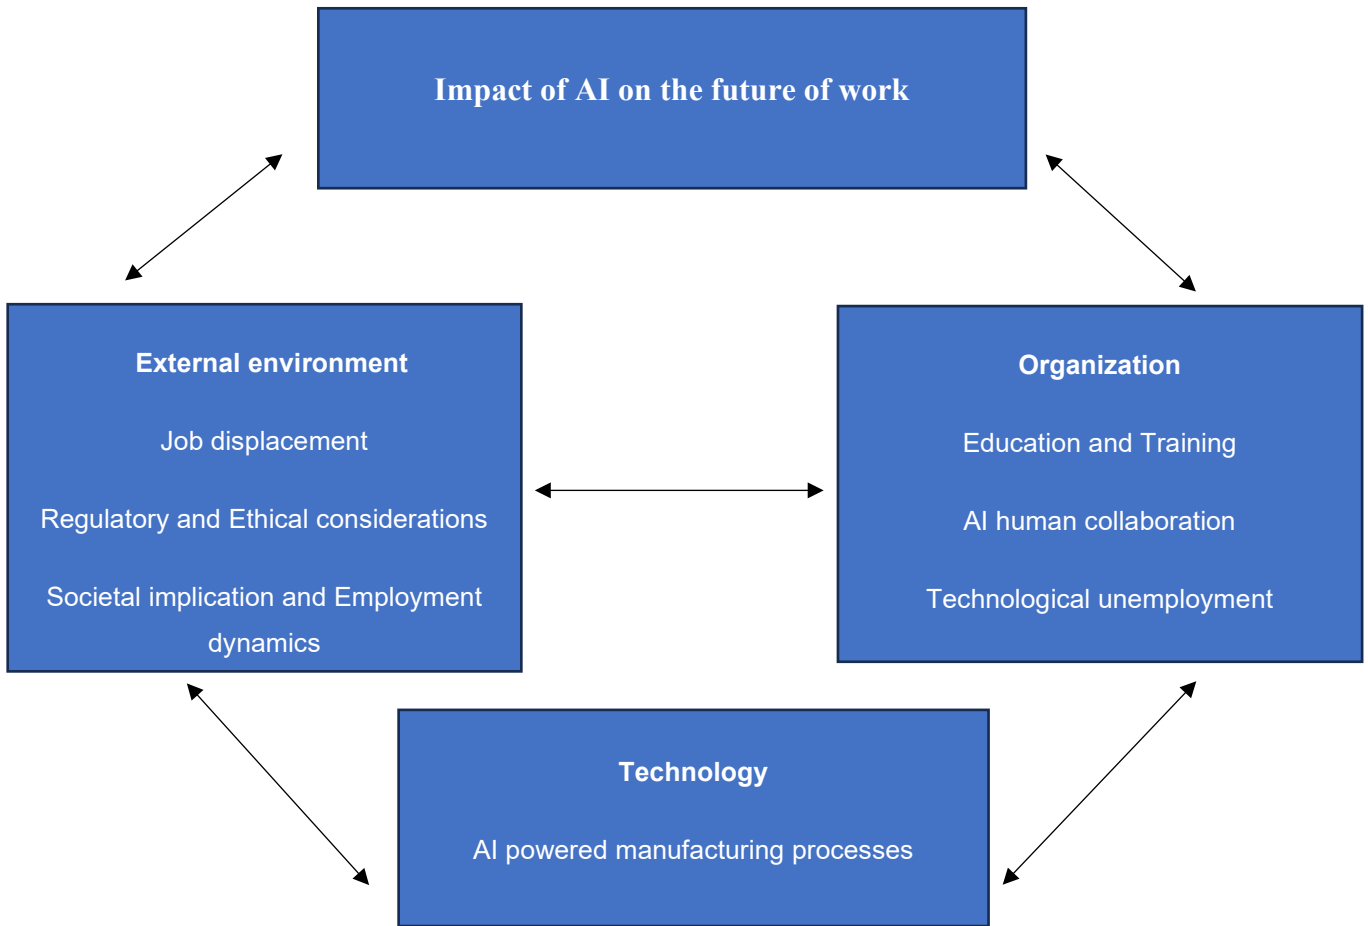 Impact of AI on the future of work
External environment
Job displacement
Regulatory and Ethical considerations
Societal implication and Employment
dynamics
Organization
Education and Training
AI human collaboration
Technological unemployment
Technology
AI powered manufacturing processes